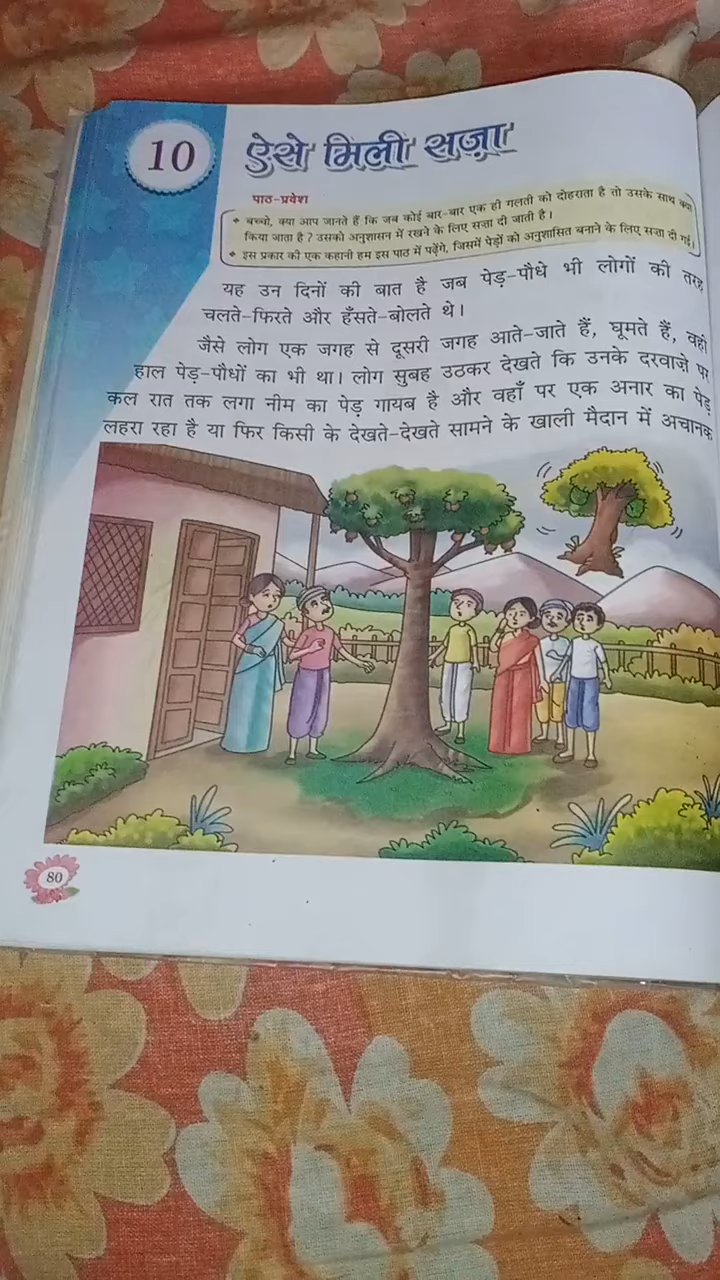 10
ऐसे मिली सज़ा
पाठ-प्रवेश
❖ बच्चो, क्या आप जानते हैं कि जब कोई बार-बार एक ही गलती को दोहराता है तो उसके साथ क्या
किया जाता है? उसको अनुशासन में रखने के लिए सज़ा दी जाती है।
❖ इस प्रकार की एक कहानी हम इस पाठ में पढ़ेंगे, जिसमें पेड़ों को अनुशासित बनाने के लिए सज़ा दी गई।
यह उन दिनों की बात है जब पेड़-पौधे भी लोगों की तरह
चलते-फिरते और हँसते-बोलते थे।
जैसे लोग एक जगह से दूसरी जगह आते-जाते हैं, घूमते हैं, वही
हाल पेड़-पौधों का भी था। लोग सुबह उठकर देखते कि उनके दरवाज़े पर
कल रात तक लगा नीम का पेड़ गायब है और वहाँ पर एक अनार का पेड़
लहरा रहा है या फिर किसी के देखते-देखते सामने के खाली मैदान में अचानक
80